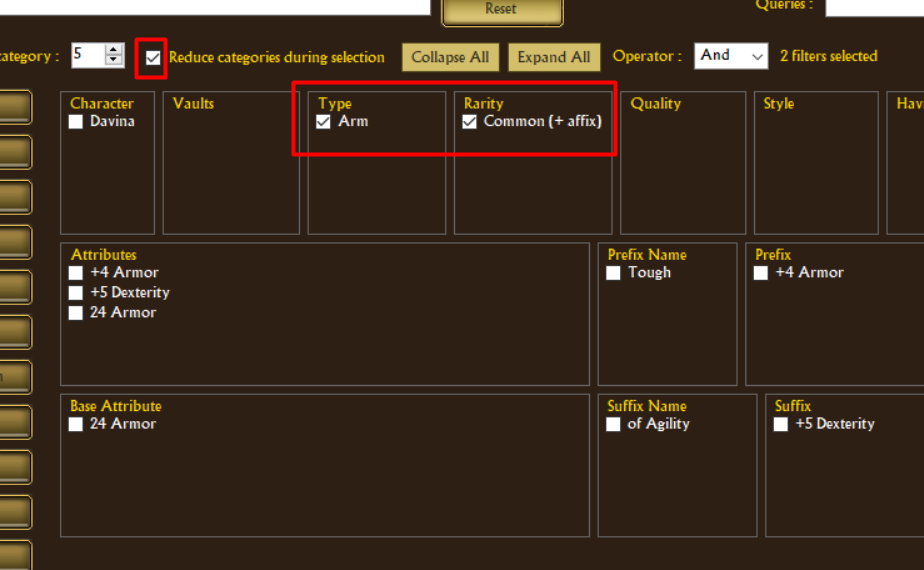 Reset
Queries :
category : 5 Reduce categories during selection Collapse All Expand All Operator : And 2 filters selected
Character Vaults Type Rarity Quality Style Hav
Davina Arm Common (+ affix)
Attributes Prefix Name Prefix
+4 Armor Tough +4 Armor
+5 Dexterity
24 Armor
Base Attribute Suffix Name Suffix
24 Armor of Agility +5 Dexterity